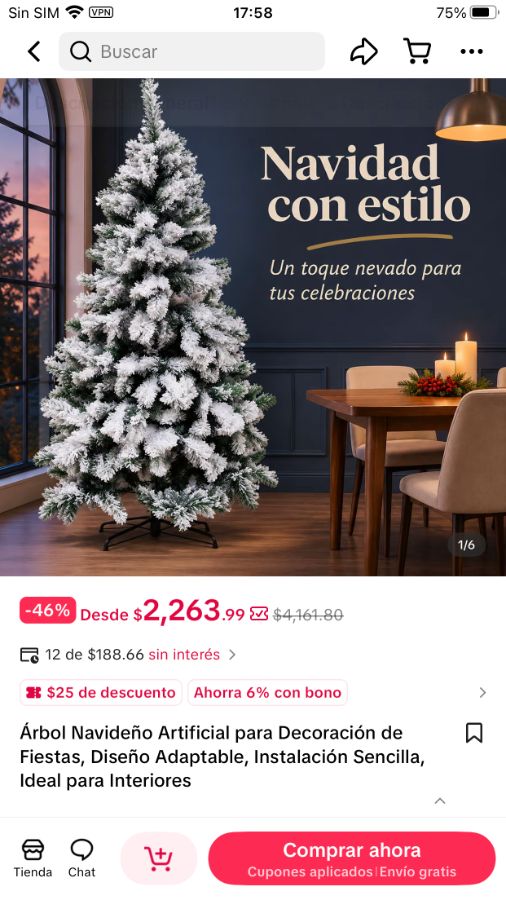 Sin SIM VPN 17:58 75%
Buscar
Navidad
con estilo
Un toque nevado para
tus celebraciones
1/6
-46% Desde $2,263.99 $4,161.80
12 de $188.66 sin interés
$25 de descuento Ahorra 6% con bono
Árbol Navideño Artificial para Decoración de
Fiestas, Diseño Adaptable, Instalación Sencilla,
Ideal para Interiores
Tienda Chat Comprar ahora
Cupones aplicados | Envío gratis